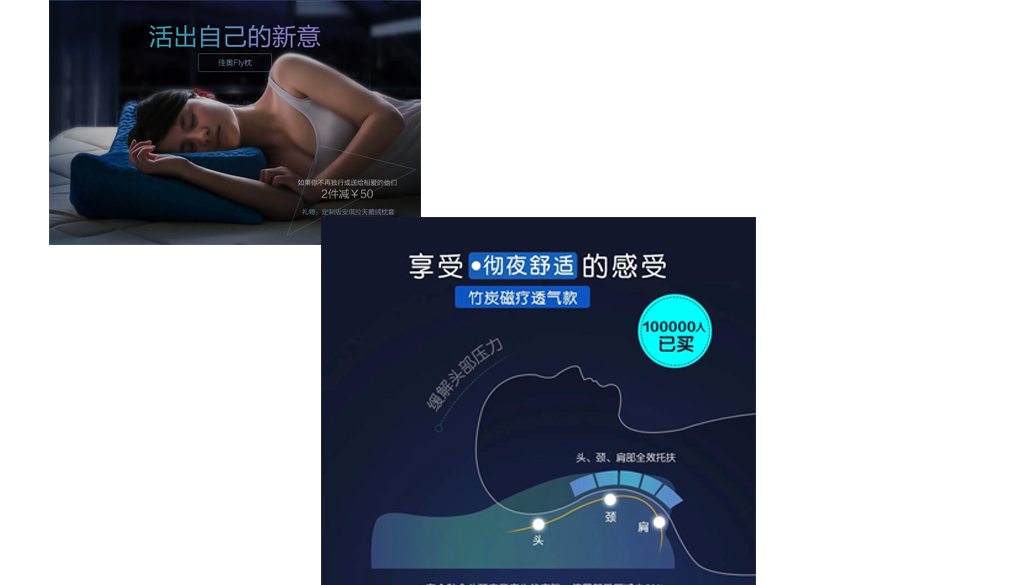 活出自己的新意
佳奥Fly枕
如果你不再独行或送给相爱的他们
2件减￥50
礼物：定制版安琪拉天鹅绒枕套
享受•彻夜舒适的感受
竹炭磁疗透气款
100000人
已买
缓解头部压力
头、颈、肩部全效托扶
颈
肩
头